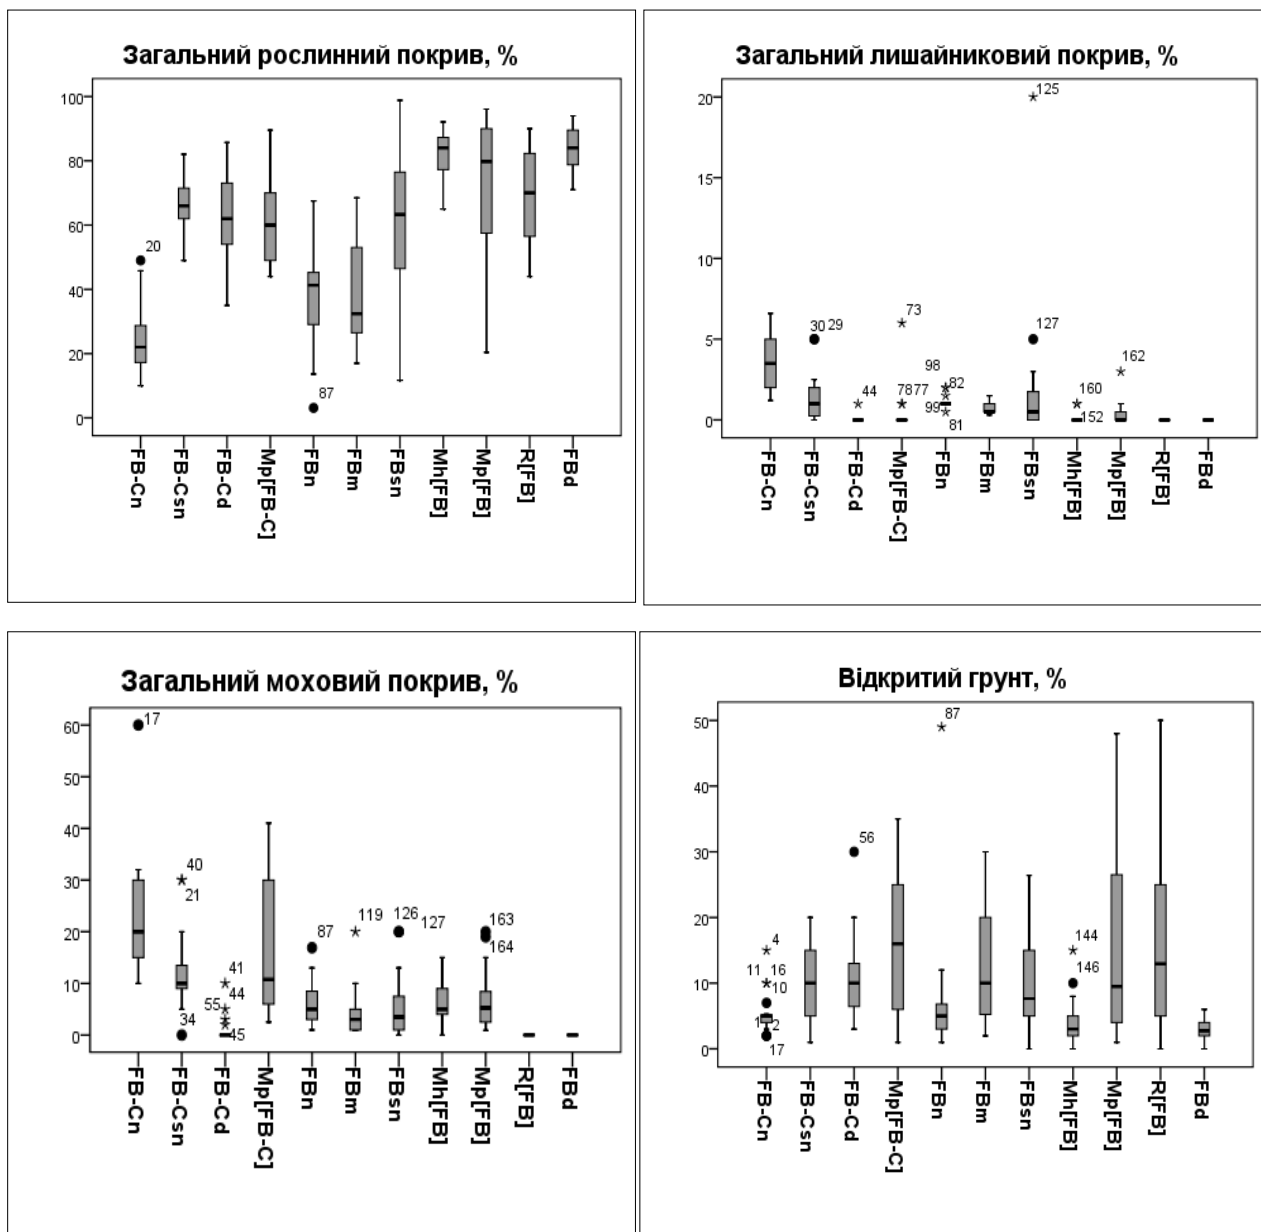 Загальний рослинний покрив, %
100
80
60
40
20
0
20
87
FB-Cn
FB-Csn
FB-Cd
Mp[FB-C]
FBn
FBm
FBsn
Mh[FB]
Mp[FB]
R[FB]
FBd
Загальний лишайниковий покрив, %
20
15
10
5
0
125
73
30 29
127
98
162
44
7877
82
160
99
152
81
FB-Cn
FB-Csn
FB-Cd
Mp[FB-C]
FBn
FBm
FBsn
Mh[FB]
Mp[FB]
R[FB]
FBd
Загальний моховий покрив, %
60
50
40
30
20
10
0
17
40
21
119
126
127
163
87
164
41
44
55
34
45
FB-Cn
FB-Csn
FB-Cd
Mp[FB-C]
FBn
FBm
FBsn
Mh[FB]
Mp[FB]
R[FB]
FBd
Відкритий грунт, %
50
40
30
20
10
0
87
56
4
144
11 16
146
10
1
2
17
FB-Cn
FB-Csn
FB-Cd
Mp[FB-C]
FBn
FBm
FBsn
Mh[FB]
Mp[FB]
R[FB]
FBd